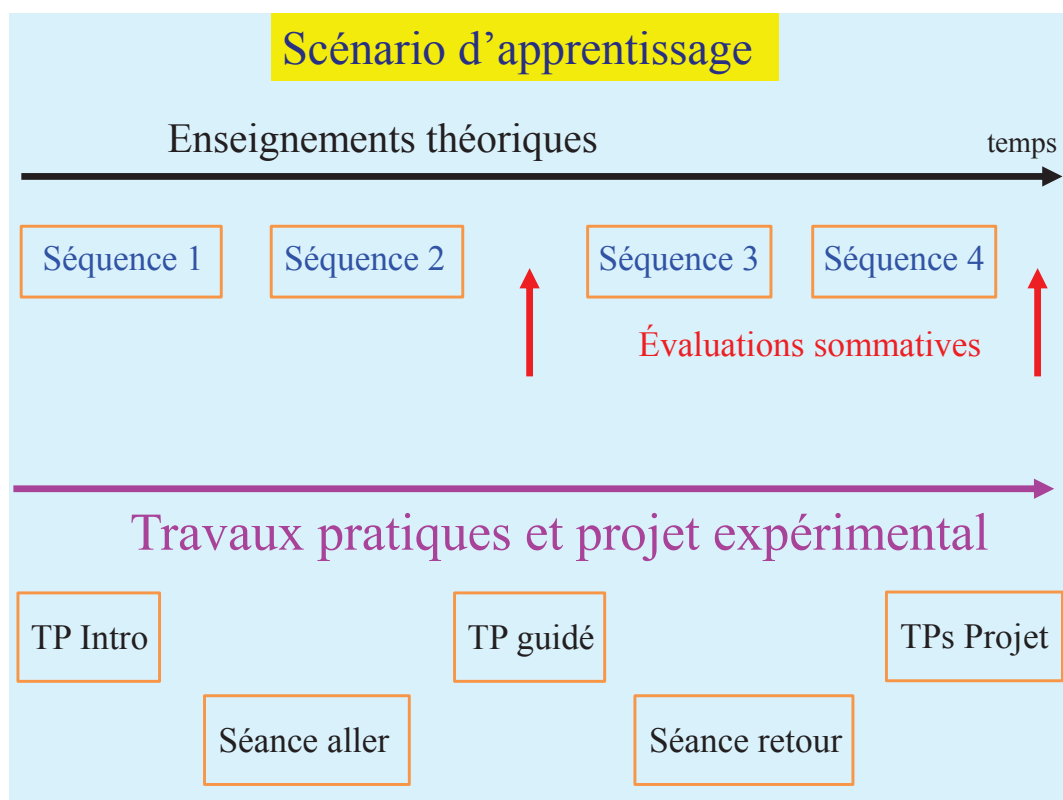 Scénario d’apprentissage
Enseignements théoriques
temps
Séquence 1
Séquence 2
Séquence 3
Séquence 4
Évaluations sommatives
Travaux pratiques et projet expérimental
TP Intro
TP guidé
TPs Projet
Séance aller
Séance retour